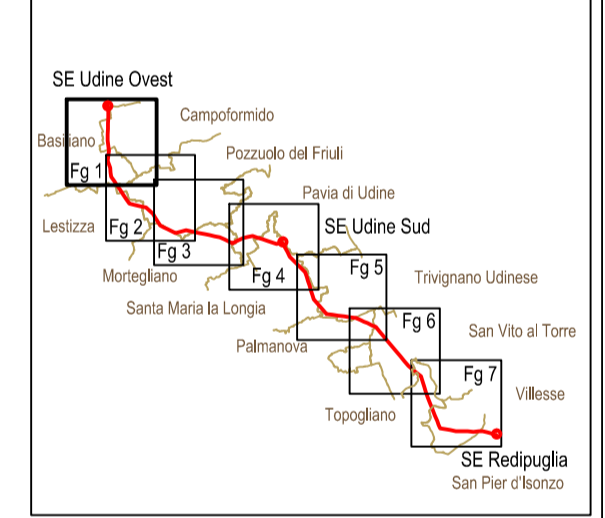 SE Udine Ovest
Campoformido
Basiliano
Pozzuolo del Friuli
Fg 1
Pavia di Udine
Lestizza
Fg 2
SE Udine Sud
Fg 3
Mortegliano
Fg 4
Fg 5
Trivignano Udinese
Santa Maria la Longia
Fg 6
San Vito al Torre
Palmanova
Fg 7
Villesse
Topogliano
SE Redipuglia
San Pier d'Isonzo